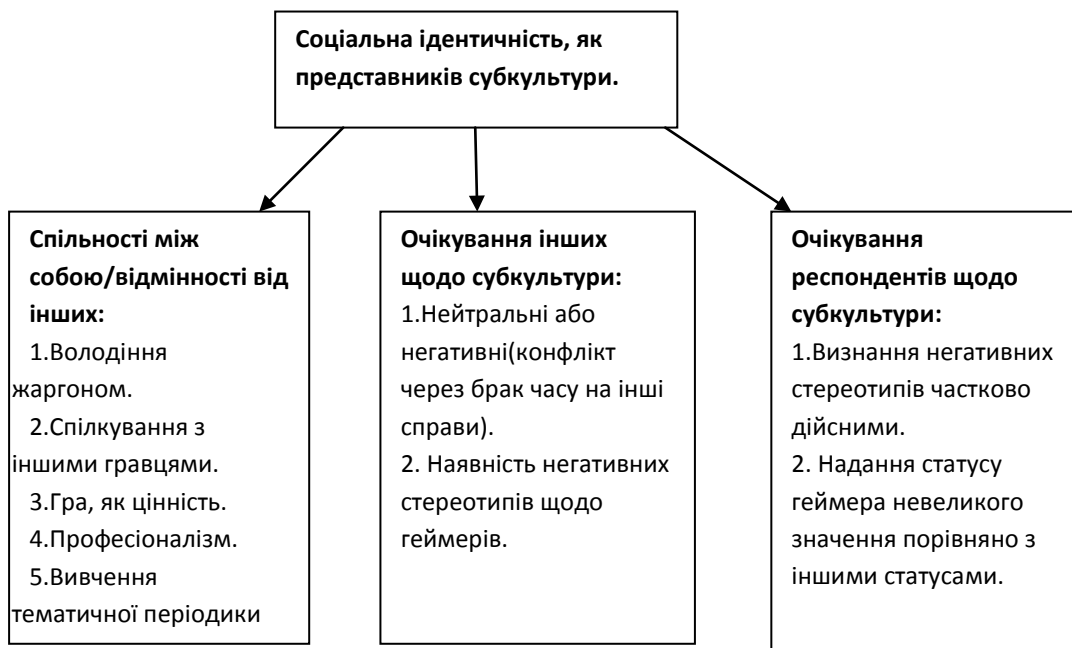 Соціальна ідентичність, як
представників субкультури.
Спільності між
собою/відмінності від
інших:
1.Володіння
жаргоном.
2.Спілкування з
іншими гравцями.
3.Гра, як цінність.
4.Професіоналізм.
5.Вивчення
тематичної періодики
Очікування інших
щодо субкультури:
1.Нейтральні або
негативні(конфлікт
через брак часу на інші
справи).
2. Наявність негативних
стереотипів щодо
геймерів.
Очікування
респондентів щодо
субкультури:
1.Визнання негативних
стереотипів частково
дійсними.
2. Надання статусу
геймера невеликого
значення порівняно з
іншими статусами.